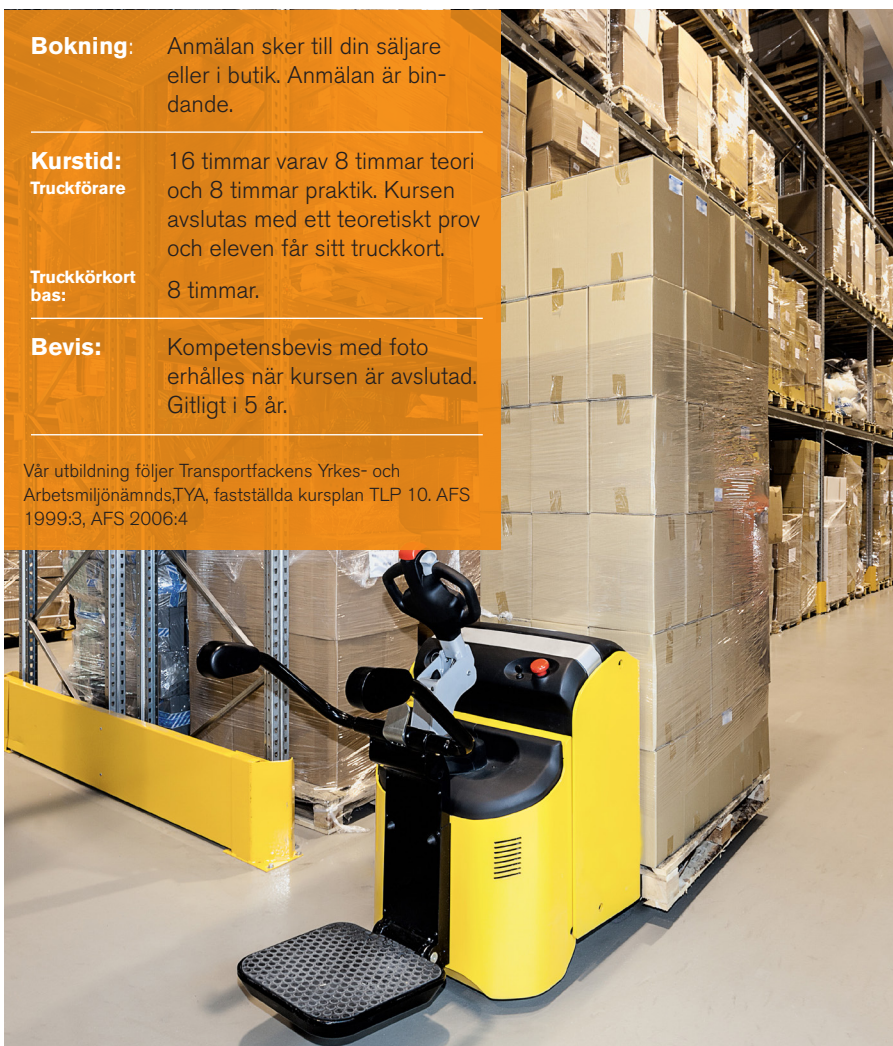 Bokning: Anmälan sker till din säljare
eller i butik. Anmälan är bin-
dande.
Kurstid: 16 timmar varav 8 timmar teori
Truckförare och 8 timmar praktik. Kursen
avslutas med ett teoretiskt prov
och eleven får sitt truckkort.
Truckkörkort
bas: 8 timmar.
Bevis: Kompetensbevis med foto
erhålles när kursen är avslutad.
Gitligt i 5 år.
Vår utbildning följer Transportfackens Yrkes- och
Arbetsmiljönämnds,TYA, fastställda kursplan TLP 10. AFS
1999:3, AFS 2006:4